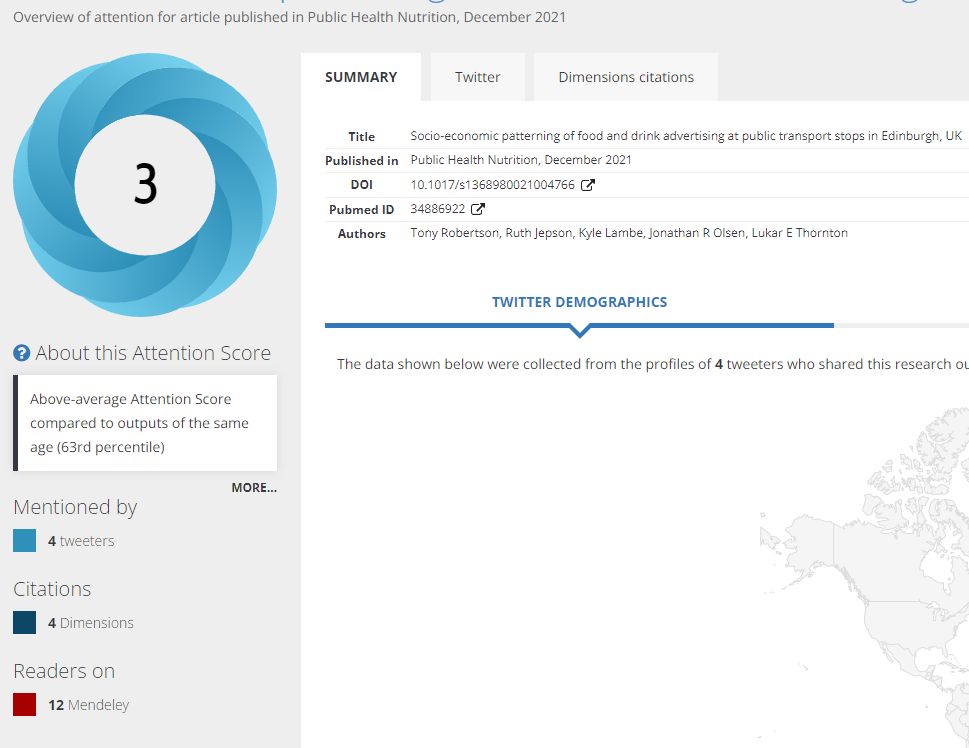 Overview of attention for article published in Public Health Nutrition, December 2021
3
SUMMARY
Twitter
Dimensions citations
Title Socio-economic patterning of food and drink advertising at public transport stops in Edinburgh, UK
Published in Public Health Nutrition, December 2021
DOI 10.1017/s1368980021004766
Pubmed ID 34886922
Authors Tony Robertson, Ruth Jepson, Kyle Lambe, Jonathan R Olsen, Lukar E Thornton
TWITTER DEMOGRAPHICS
The data shown below were collected from the profiles of 4 tweeters who shared this research
? About this Attention Score
Above-average Attention Score
compared to outputs of the same
age (63rd percentile)
MORE...
Mentioned by
4 tweeters
Citations
4 Dimensions
Readers on
12 Mendeley